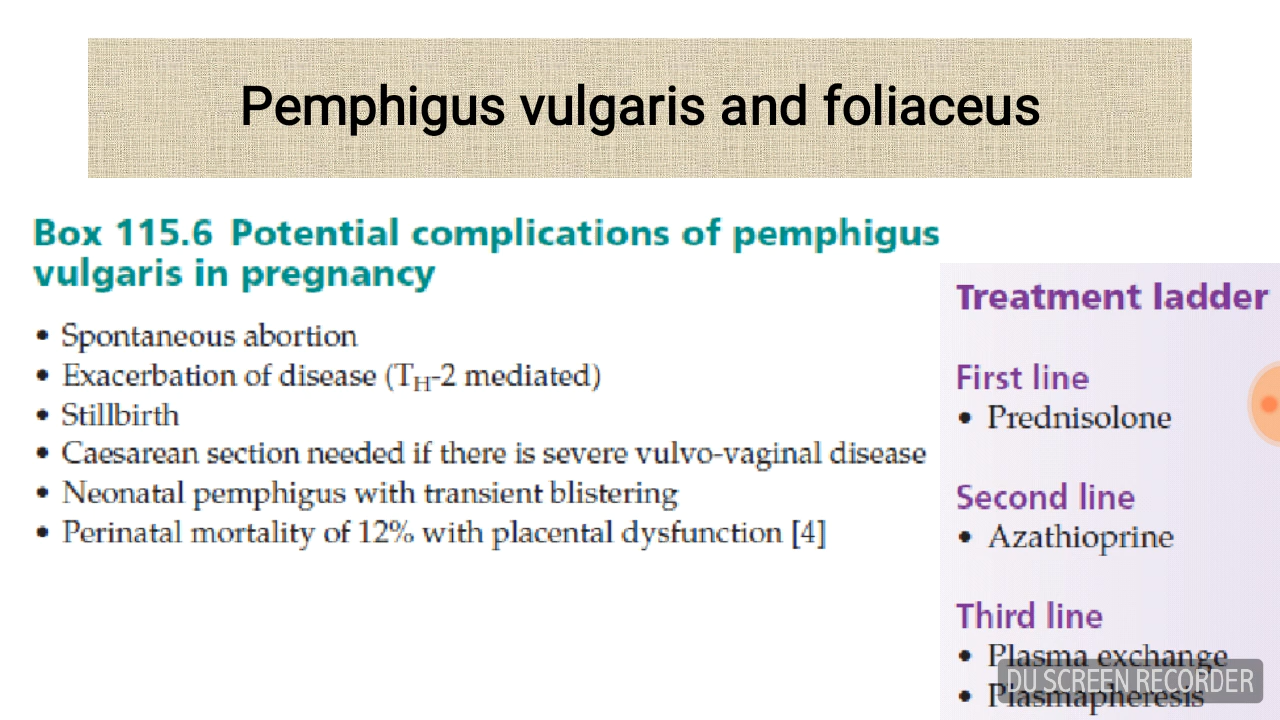 Pemphigus vulgaris and foliaceus
Box 115.6 Potential complications of pemphigus
vulgaris in pregnancy
• Spontaneous abortion
• Exacerbation of disease (TH-2 mediated)
• Stillbirth
• Caesarean section needed if there is severe vulvo-vaginal disease
• Neonatal pemphigus with transient blistering
• Perinatal mortality of 12% with placental dysfunction [4]
Treatment ladder
First line
• Prednisolone
Second line
• Azathioprine
Third line
• Plasma exchange
• Plasmapheresis
DU SCREEN RECORDER